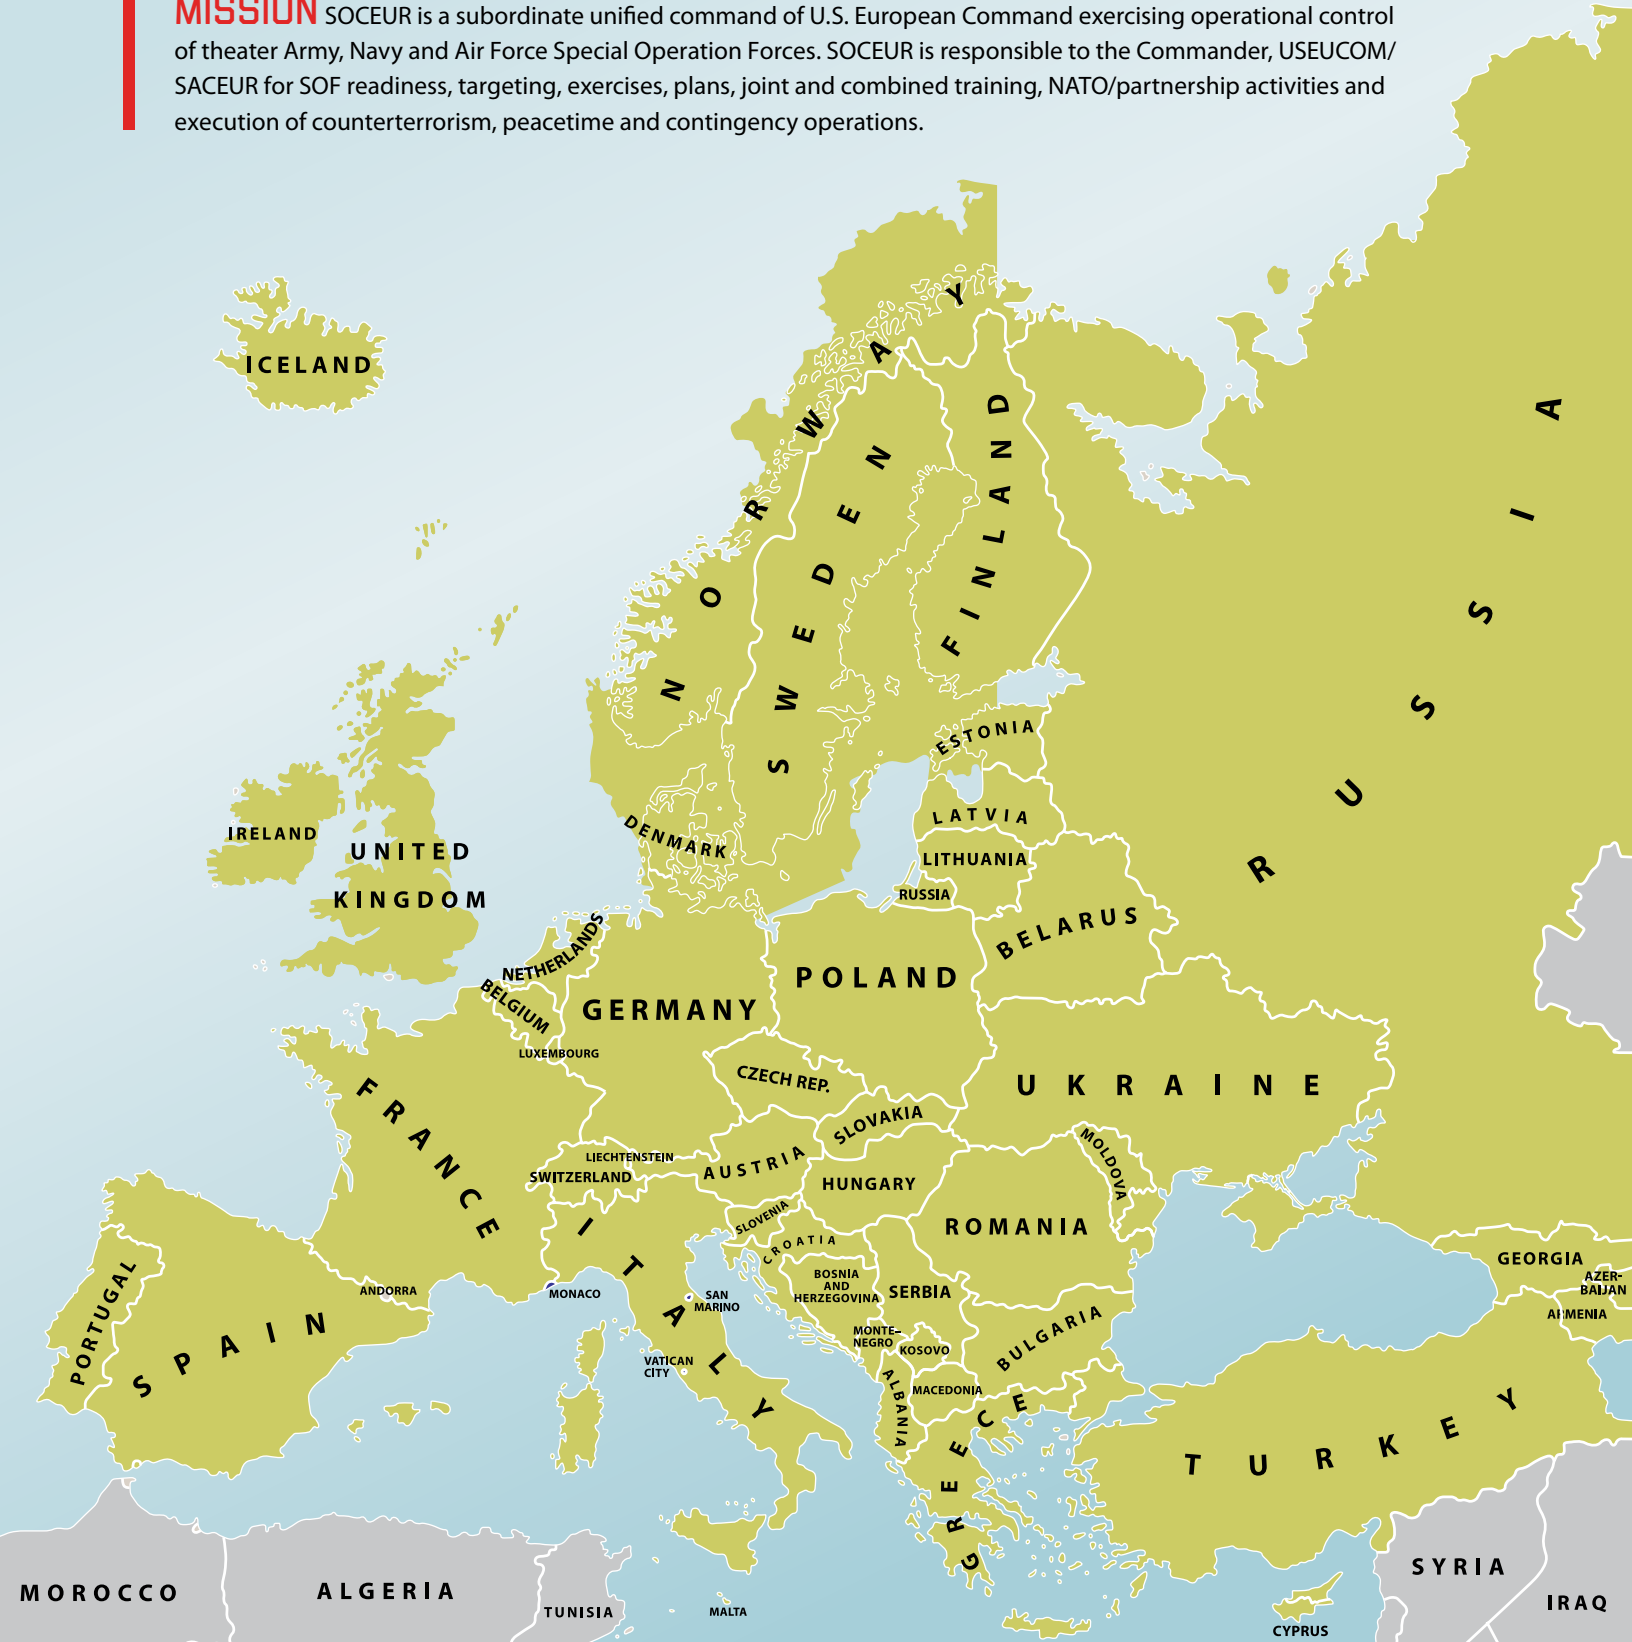 MISSION SOCEUR is a subordinate unified command of U.S. European Command exercising operational control
of theater Army, Navy and Air Force Special Operation Forces. SOCEUR is responsible to the Commander, USEUCOM/
SACEUR for SOF readiness, targeting, exercises, plans, joint and combined training, NATO/partnership activities and
execution of counterterrorism, peacetime and contingency operations.
ICELAND
NORWAY
SWEDEN
FINLAND
RUSSIA
ESTONIA
LATVIA
LITHUANIA
RUSSIA
DENMARK
IRELAND
UNITED
KINGDOM
NETHERLANDS
BELGIUM
LUXEMBOURG
GERMANY
POLAND
BELARUS
UKRAINE
CZECH REP.
SLOVAKIA
MOLDOVA
FRANCE
LIECHTENSTEIN
SWITZERLAND
AUSTRIA
HUNGARY
ROMANIA
SLOVENIA
CROATIA
ITALY
BOSNIA
AND
HERZEGOVINA
SERBIA
GEORGIA
AZER-
BAIJAN
ARMENIA
PORTUGAL
SPAIN
ANDORRA
MONACO
SAN
MARINO
VATICAN
CITY
MONTE-
NEGRO
KOSOVO
BULGARIA
ALBANIA
MACEDONIA
GREECE
TURKEY
MOROCCO
ALGERIA
TUNISIA
MALTA
CYPRUS
SYRIA
IRAQ